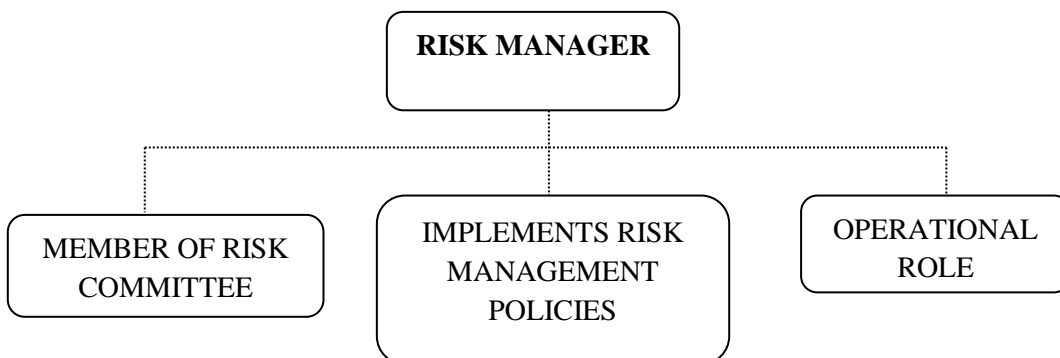 RISK MANAGER
MEMBER OF RISK
COMMITTEE
IMPLEMENTS RISK
MANAGEMENT
POLICIES
OPERATIONAL
ROLE